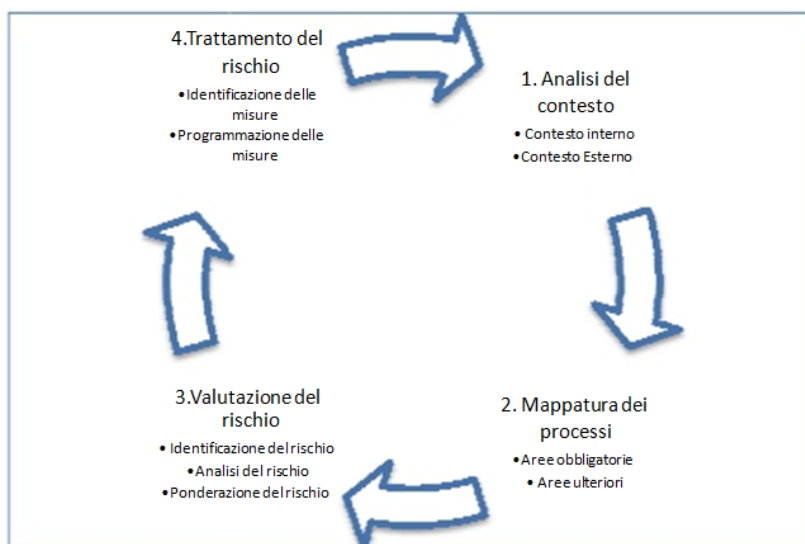 4.Trattamento del
rischio
•Identificazione delle
misure
•Programmazione delle
misure
1. Analisi del
contesto
• Contesto interno
•Contesto Esterno
2. Mappatura dei
processi
•Aree obbligatorie
• Aree ulteriori
3.Valutazione del
rischio
• Identificazione del rischio
•Analisi del rischio
•Ponderazione del rischio